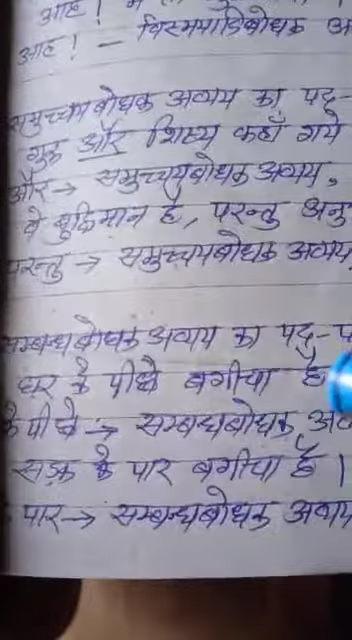 आह!
आह! – विस्मयादिबोधक अ
समुच्चयबोधक अव्यय का पद-
गुरु और शिष्य कहाँ गये
और → समुच्चयबोधक अव्यय,
वे बुद्धिमान है, परन्तु अनु
परन्तु → समुच्चयबोधक अव्यय
सम्बन्धबोधक अव्यय का पद-प
घर के पीछे बगीचा है
के पीछे → सम्बन्धबोधक अव
सड़क के पार बगीचा है।
पार → सम्बन्धबोधक अव्यय